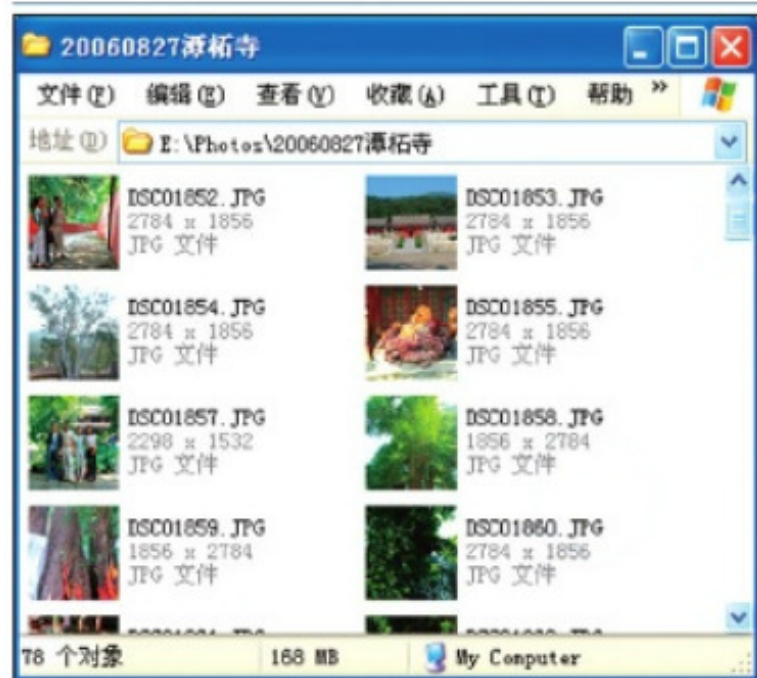 20060827潭柘寺
文件(F) 编辑(E) 查看(V) 收藏(A) 工具(T) 帮助 »
地址(D) E:\Photos\20060827潭柘寺
DSC01852.JPG
2784 x 1856
JPG 文件
DSC01853.JPG
2784 x 1856
JPG 文件
DSC01854.JPG
2784 x 1856
JPG 文件
DSC01855.JPG
2784 x 1856
JPG 文件
DSC01857.JPG
2298 x 1532
JPG 文件
DSC01858.JPG
1856 x 2784
JPG 文件
DSC01859.JPG
1856 x 2784
JPG 文件
DSC01860.JPG
2784 x 1856
JPG 文件
78 个对象 168 MB My Computer